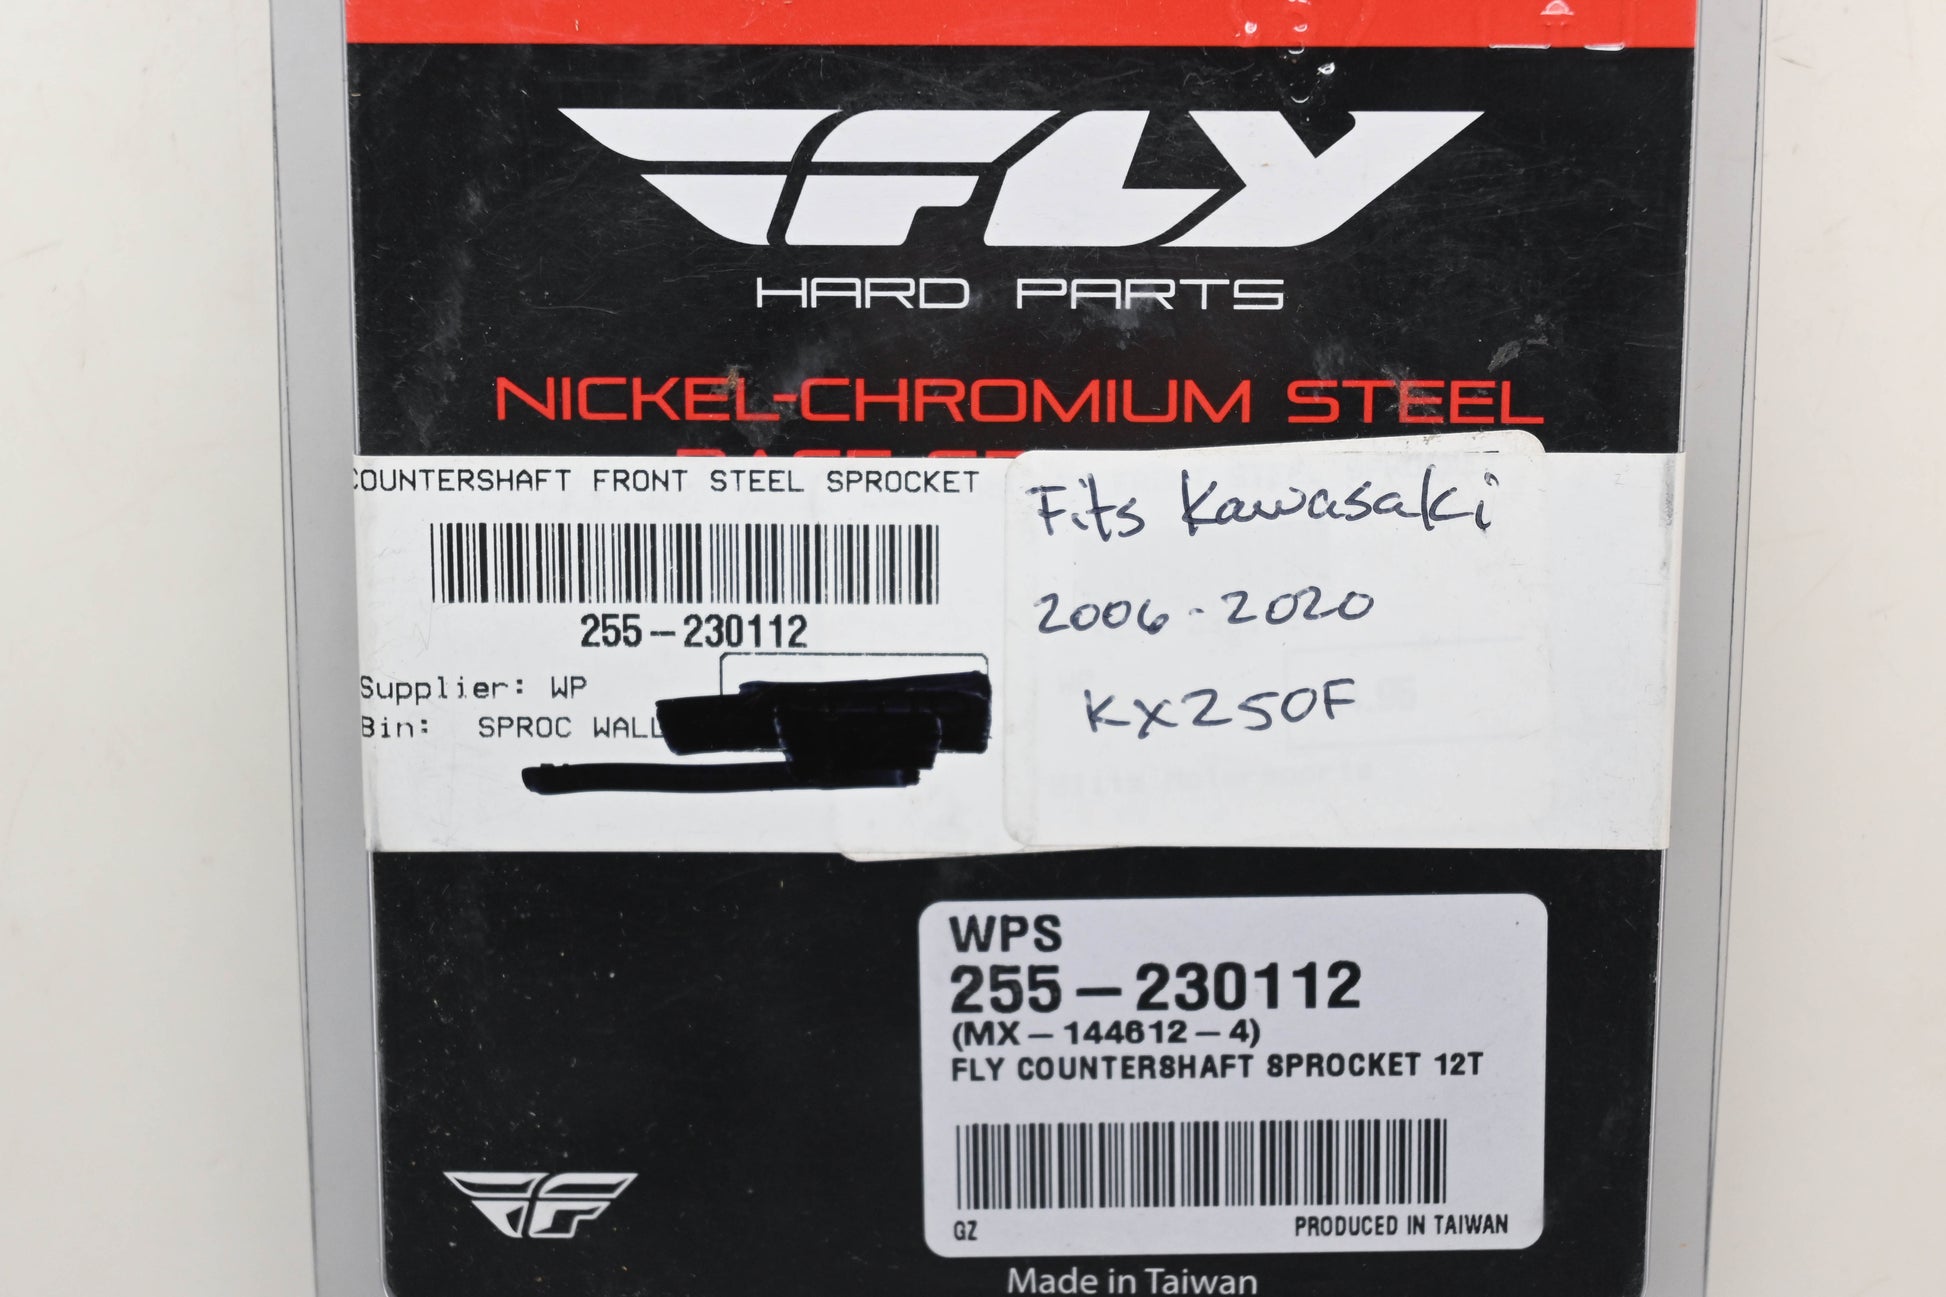 FLY
HARD PARTS
NICKEL-CHROMIUM STEEL
COUNTERSHAFT FRONT STEEL SPROCKET
255-230112
Supplier: WP
Bin: SPROC WALL
Fits Kawasaki
2006-2020
KX250F
WPS
255-230112
(MX-144612-4)
FLY COUNTERSHAFT SPROCKET 12T
GZ PRODUCED IN TAIWAN
Made in Taiwan